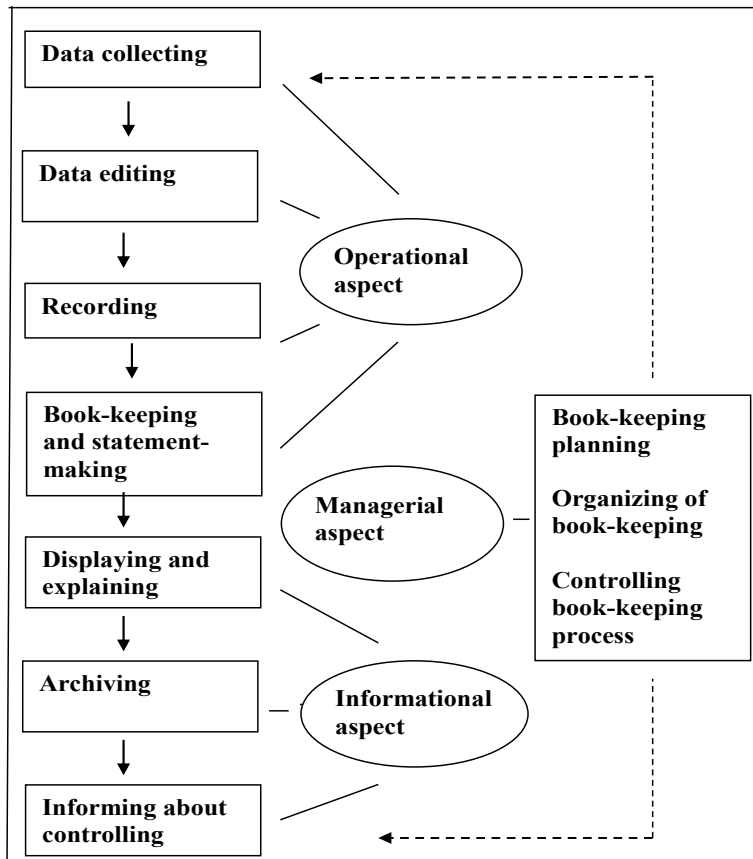 Data collecting
Data editing
Operational
aspect
Recording
Book-keeping
and statement-
making
Book-keeping
planning
Organizing of
book-keeping
Controlling
book-keeping
process
Managerial
aspect
Displaying and
explaining
Archiving
Informational
aspect
Informing about
controlling